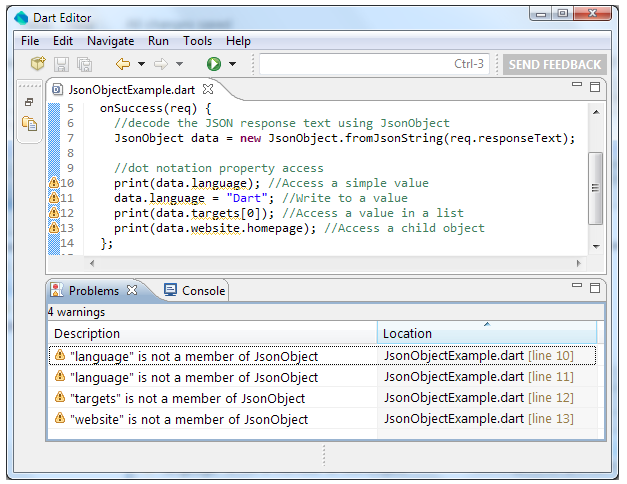 Dart Editor
File Edit Navigate Run Tools Help
Ctrl-3 SEND FEEDBACK
JsonObjectExample.dart
5 onSuccess(req) {
6 //decode the JSON response text using JsonObject
7 JsonObject data = new JsonObject.fromJsonString(req.responseText);
8
9 //dot notation property access
10 print(data.language); //Access a simple value
11 data.language = "Dart"; //Write to a value
12 print(data.targets[0]); //Access a value in a list
13 print(data.website.homepage); //Access a child object
14 };
Problems Console
4 warnings
Description Location
"language" is not a member of JsonObject JsonObjectExample.dart [line 10]
"language" is not a member of JsonObject JsonObjectExample.dart [line 11]
"targets" is not a member of JsonObject JsonObjectExample.dart [line 12]
"website" is not a member of JsonObject JsonObjectExample.dart [line 13]